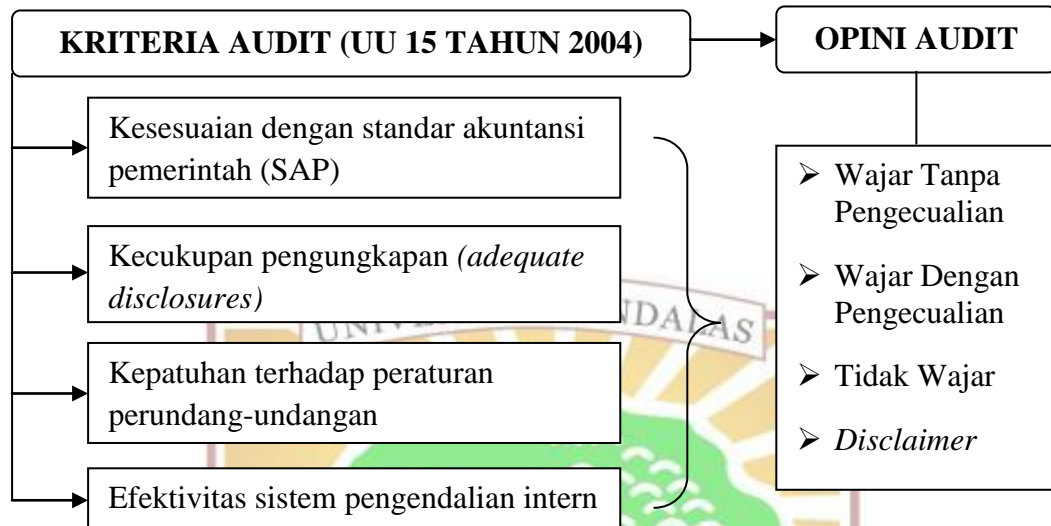 KRITERIA AUDIT (UU 15 TAHUN 2004)
OPINI AUDIT
Kesesuaian dengan standar akuntansi
pemerintah (SAP)
Kecukupan pengungkapan (adequate
disclosures)
Kepatuhan terhadap peraturan
perundang-undangan
Efektivitas sistem pengendalian intern
➢ Wajar Tanpa
Pengecualian
➢ Wajar Dengan
Pengecualian
➢ Tidak Wajar
➢ Disclaimer